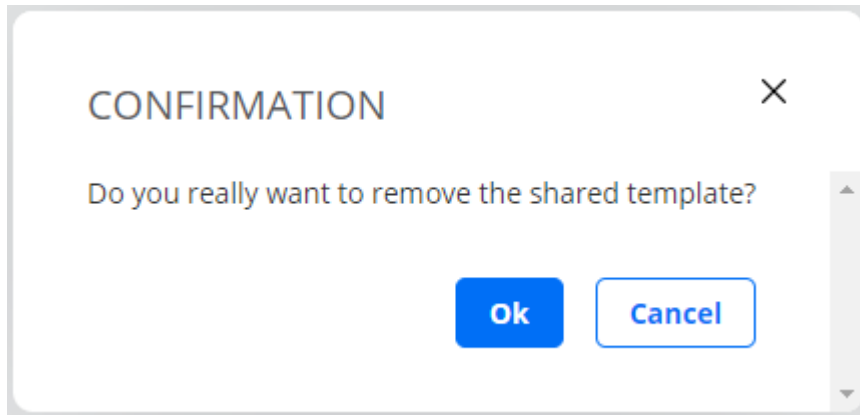 CONFIRMATION
Do you really want to remove the shared template?
Ok
Cancel